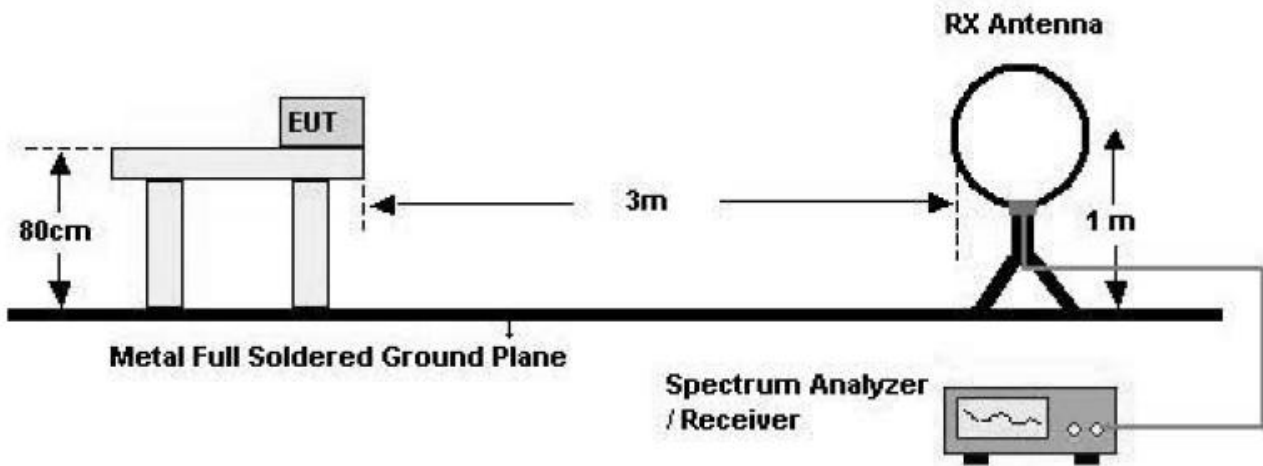 RX Antenna
EUT
80cm
3m
1 m
Metal Full Soldered Ground Plane
Spectrum Analyzer
/ Receiver